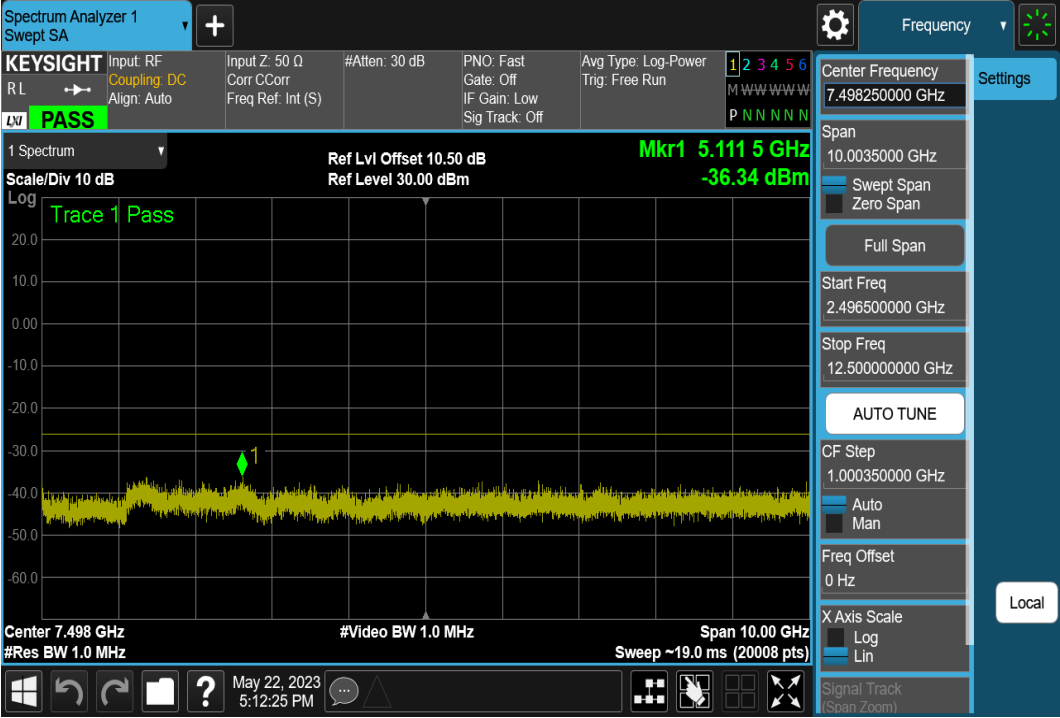 Spectrum Analyzer 1
Swept SA
Frequency
KEYSIGHT
R L
LXI
PASS
Input: RF
Coupling: DC
Align: Auto
Input Z: 50 Ω
Corr CCorr
Freq Ref: Int (S)
#Atten: 30 dB
PNO: Fast
Gate: Off
IF Gain: Low
Sig Track: Off
Avg Type: Log-Power
Trig: Free Run
1 2 3 4 5 6
M W W W W W
P N N N N N
1 Spectrum
Scale/Div 10 dB
Log
Ref Lvl Offset 10.50 dB
Ref Level 30.00 dBm
Mkr1 5.111 5 GHz
-36.34 dBm
Trace 1 Pass
20.0
10.0
0.00
-10.0
-20.0
-30.0
-40.0
-50.0
-60.0
1
Center 7.498 GHz
#Res BW 1.0 MHz
#Video BW 1.0 MHz
Span 10.00 GHz
Sweep ~19.0 ms (20008 pts)
Center Frequency
7.498250000 GHz
Span
10.0035000 GHz
Swept Span
Zero Span
Full Span
Start Freq
2.496500000 GHz
Stop Freq
12.500000000 GHz
AUTO TUNE
CF Step
1.000350000 GHz
Auto
Man
Freq Offset
0 Hz
X Axis Scale
Log
Lin
Signal Track
(Span Zoom)
Settings
Local
?
May 22, 2023
5:12:25 PM